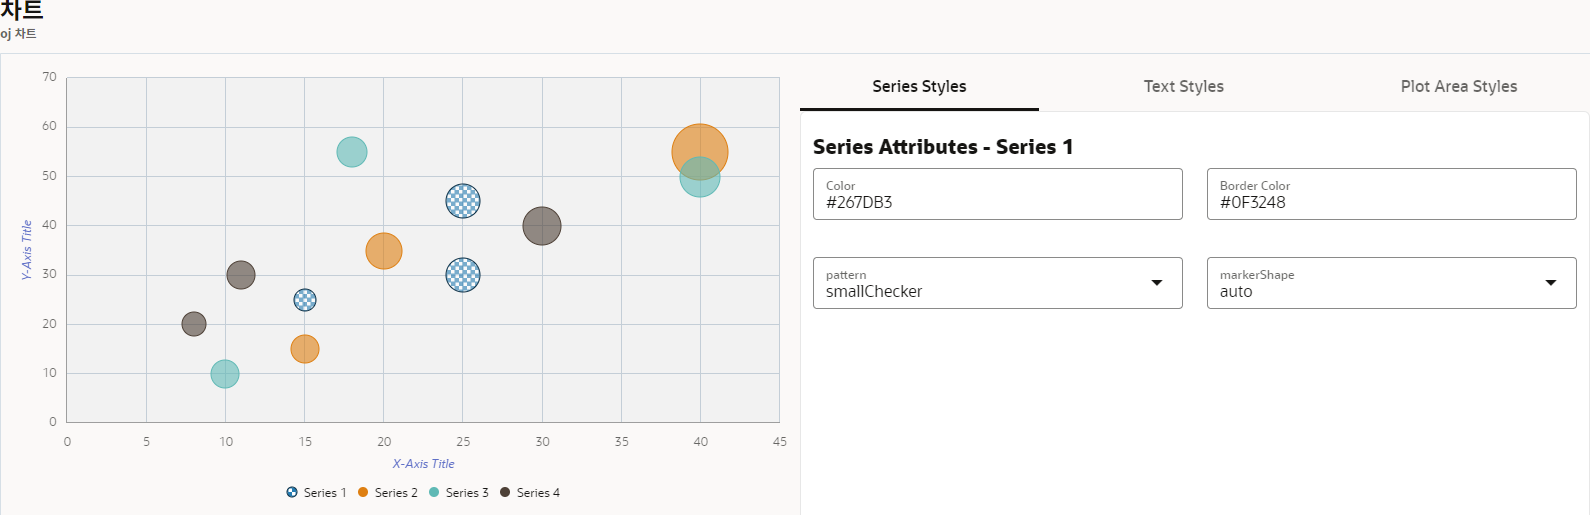 차트
oj 차트
70
60
50
40
30
20
10
0
Y-Axis Title
0 5 10 15 20 25 30 35 40 45
X-Axis Title
Series 1 Series 2 Series 3 Series 4
Series Styles Text Styles Plot Area Styles
Series Attributes - Series 1
Color
#267DB3
Border Color
#0F3248
pattern
smallChecker
markerShape
auto